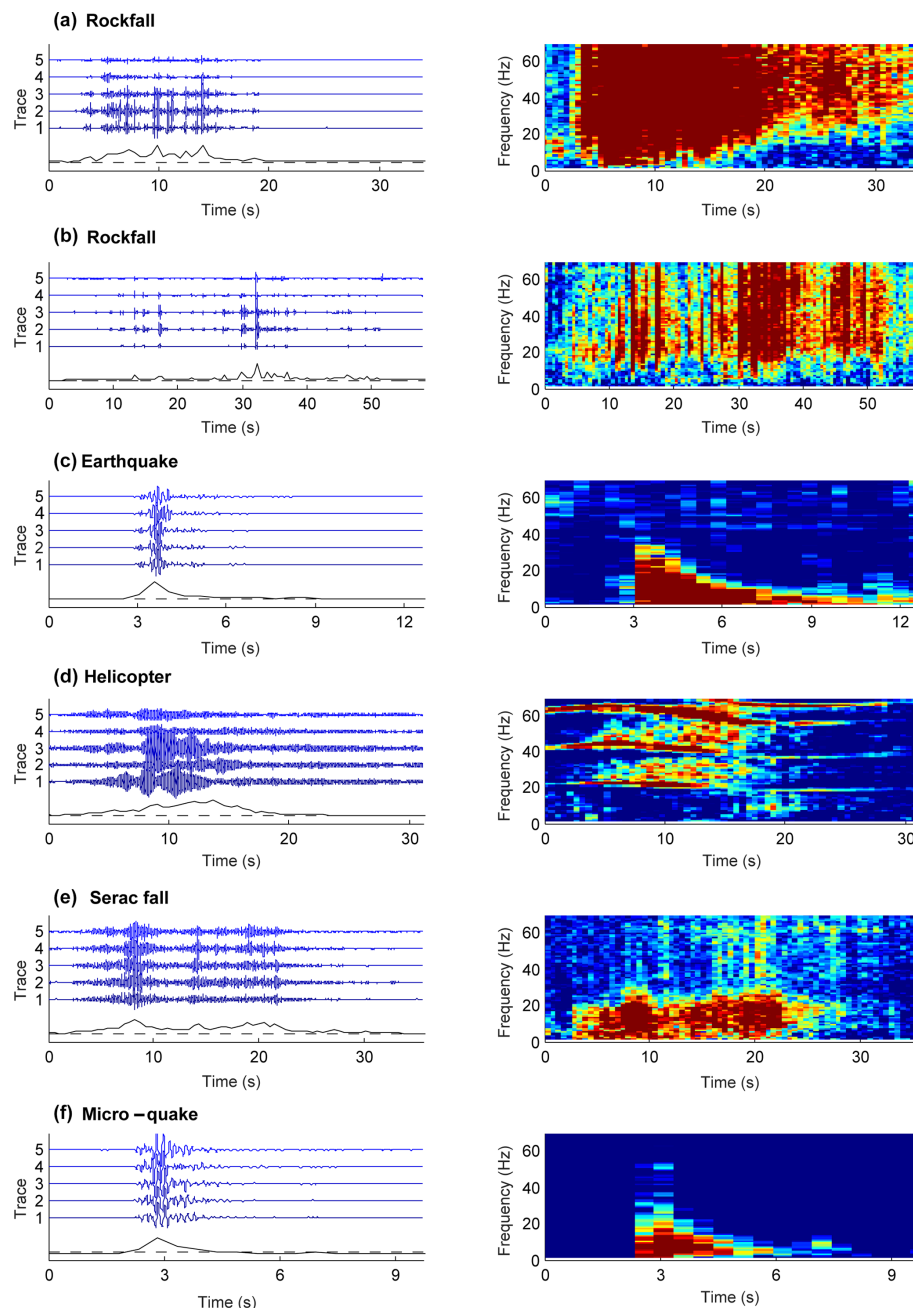 (a) Rockfall
Trace
5
4
3
2
1
0 10 20 30
Time (s)
Frequency (Hz)
60
40
20
0
0 10 20 30
Time (s)
(b) Rockfall
Trace
5
4
3
2
1
0 10 20 30 40 50
Time (s)
Frequency (Hz)
60
40
20
0
0 10 20 30 40 50
Time (s)
(c) Earthquake
Trace
5
4
3
2
1
0 3 6 9 12
Time (s)
Frequency (Hz)
60
40
20
0
0 3 6 9 12
Time (s)
(d) Helicopter
Trace
5
4
3
2
1
0 10 20 30
Time (s)
Frequency (Hz)
60
40
20
0
0 10 20 30
Time (s)
(e) Serac fall
Trace
5
4
3
2
1
0 10 20 30
Time (s)
Frequency (Hz)
60
40
20
0
0 10 20 30
Time (s)
(f) Micro –quake
Trace
5
4
3
2
1
0 3 6 9
Time (s)
Frequency (Hz)
60
40
20
0
0 3 6 9
Time (s)